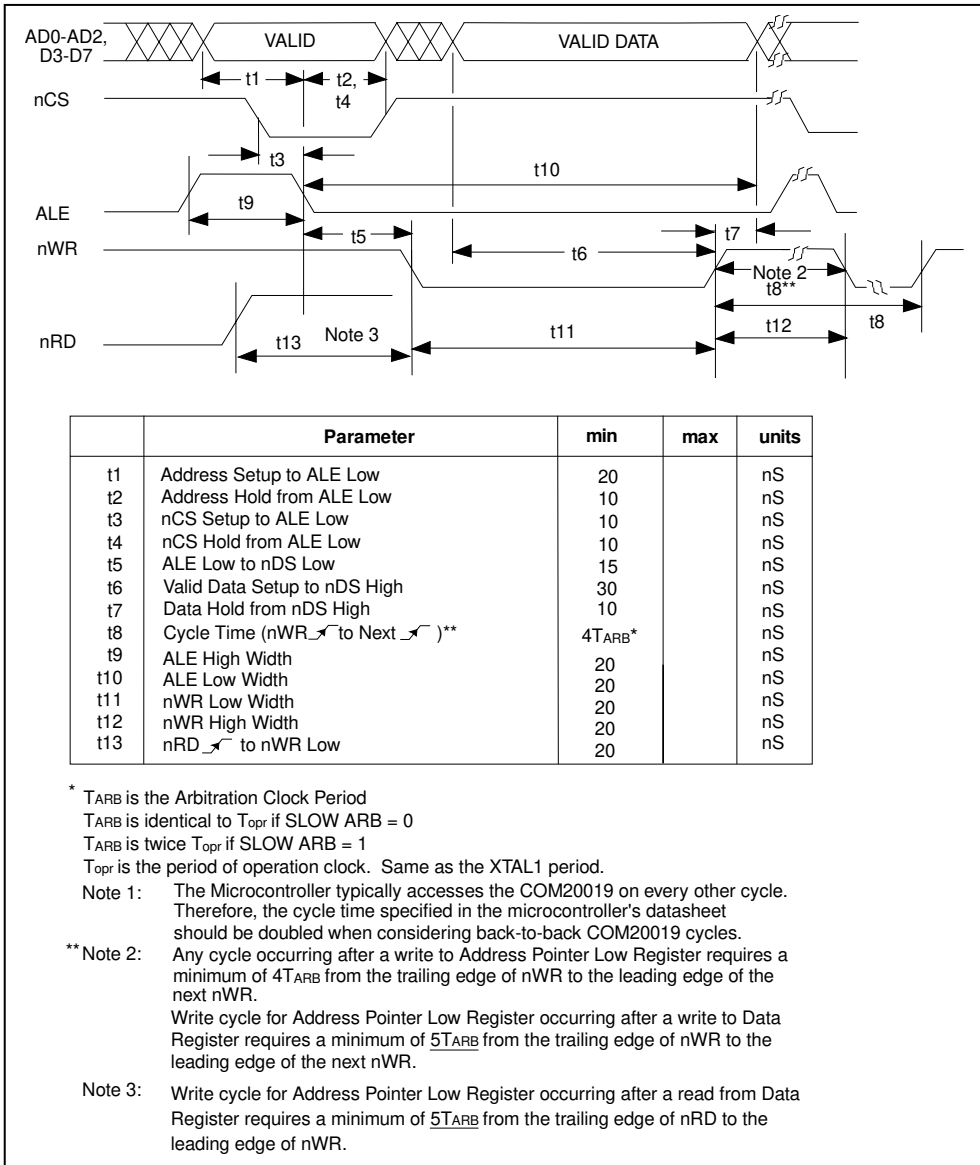 AD0-AD2,
D3-D7
VALID
VALID DATA
t1
t2,
t4
nCS
t3
t10
ALE
t9
nWR
t5
t6
t7
Note 2
t8**
t8
nRD
t13
Note 3
t11
t12
Parameter min max units
t1 Address Setup to ALE Low 20 nS
t2 Address Hold from ALE Low 10 nS
t3 nCS Setup to ALE Low 10 nS
t4 nCS Hold from ALE Low 10 nS
t5 ALE Low to nDS Low 15 nS
t6 Valid Data Setup to nDS High 30 nS
t7 Data Hold from nDS High 10 nS
t8 Cycle Time (nWR to Next )** 4TARB* nS
t9 ALE High Width 20 nS
t10 ALE Low Width 20 nS
t11 nWR Low Width 20 nS
t12 nWR High Width 20 nS
t13 nRD to nWR Low 20 nS
* TARB is the Arbitration Clock Period
TARB is identical to Topr if SLOW ARB = 0
TARB is twice Topr if SLOW ARB = 1
Topr is the period of operation clock. Same as the XTAL1 period.
Note 1: The Microcontroller typically accesses the COM20019 on every other cycle.
Therefore, the cycle time specified in the microcontroller's datasheet
should be doubled when considering back-to-back COM20019 cycles.
**Note 2: Any cycle occurring after a write to Address Pointer Low Register requires a
minimum of 4TARB from the trailing edge of nWR to the leading edge of the
next nWR.
Write cycle for Address Pointer Low Register occurring after a write to Data
Register requires a minimum of 5TARB from the trailing edge of nWR to the
leading edge of the next nWR.
Note 3: Write cycle for Address Pointer Low Register occurring after a read from Data
Register requires a minimum of 5TARB from the trailing edge of nRD to the
leading edge of nWR.